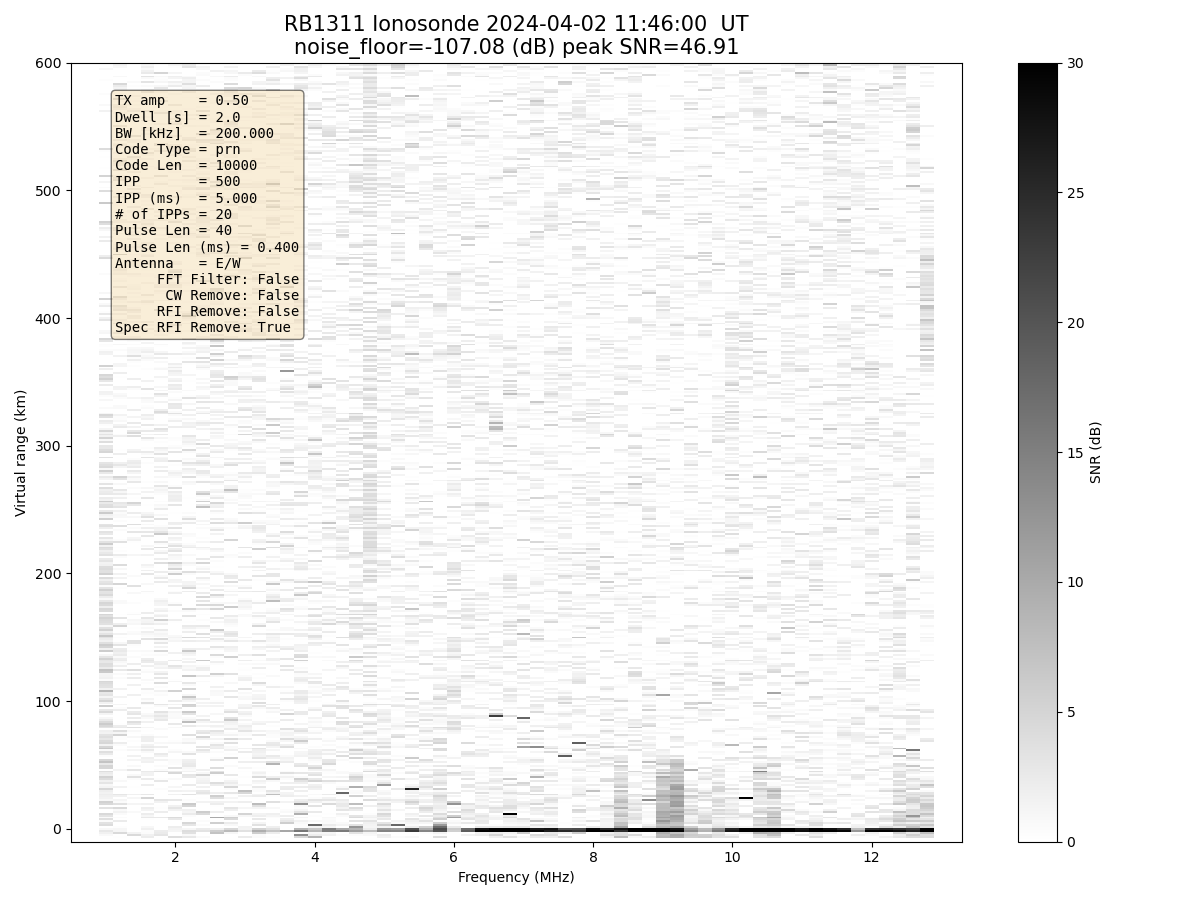 RB1311 Ionosonde 2024-04-02 11:46:00  UT
noise_floor=-107.08 (dB) peak SNR=46.91
TX amp    = 0.50
Dwell [s] = 2.0
BW [kHz]  = 200.000
Code Type = prn
Code Len  = 10000
IPP       = 500
IPP (ms)  = 5.000
# of IPPs = 20
Pulse Len = 40
Pulse Len (ms) = 0.400
Antenna   = E/W
FFT Filter: False
CW Remove: False
RFI Remove: False
Spec RFI Remove: True
Virtual range (km)
600
500
400
300
200
100
0
2 4 6 8 10 12
Frequency (MHz)
30
25
20
15
10
5
0
SNR (dB)